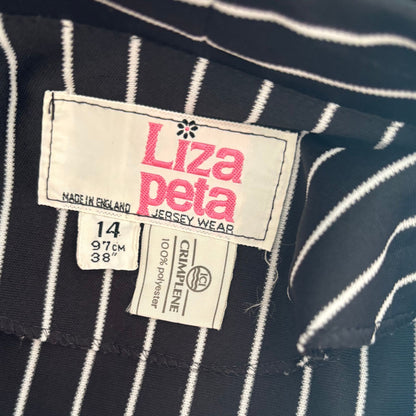 Liza
peta
MADE IN ENGLAND
JERSEY WEAR
14
97CM
38"
ICI
CRIMPLENE
100% polyester